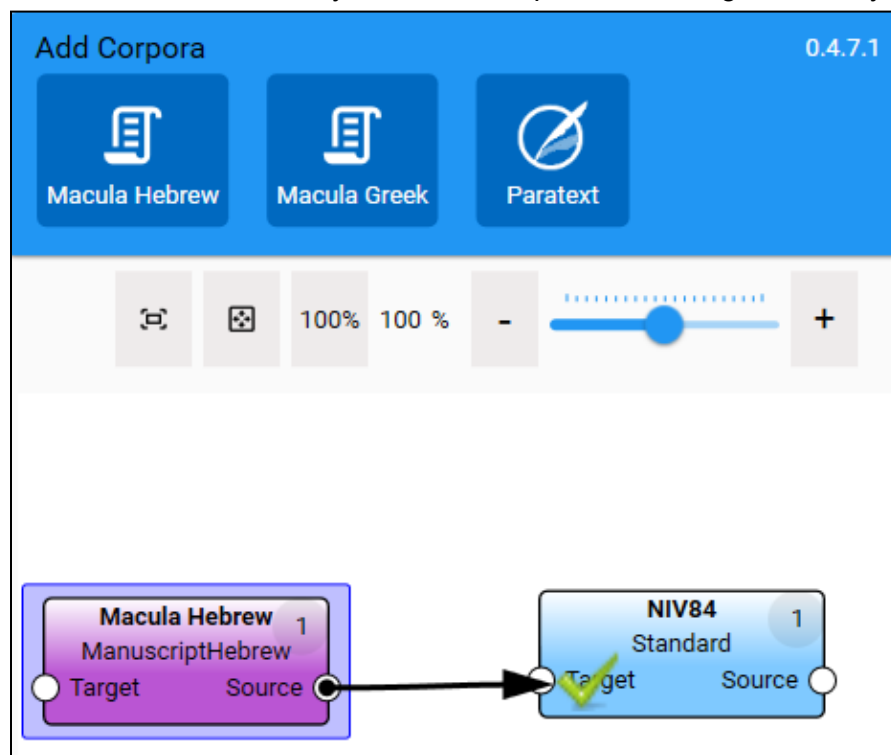 Add Corpora 0.4.7.1
Macula Hebrew Macula Greek Paratext
100% 100 % - +
Macula Hebrew 1
ManuscriptHebrew
Target Source
NIV84 1
Standard
Target Source